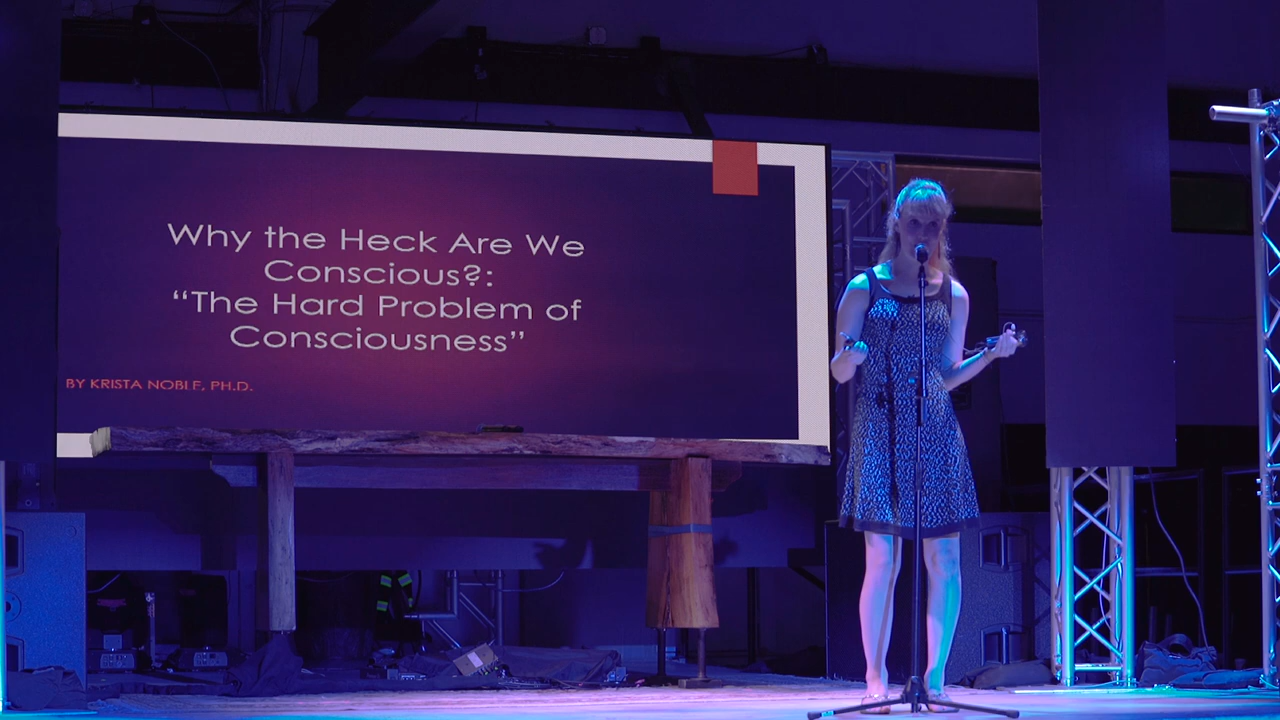 Why the Heck Are We
Conscious?:
“The Hard Problem of
Consciousness”
BY KRISTA NOBLE, PH.D.